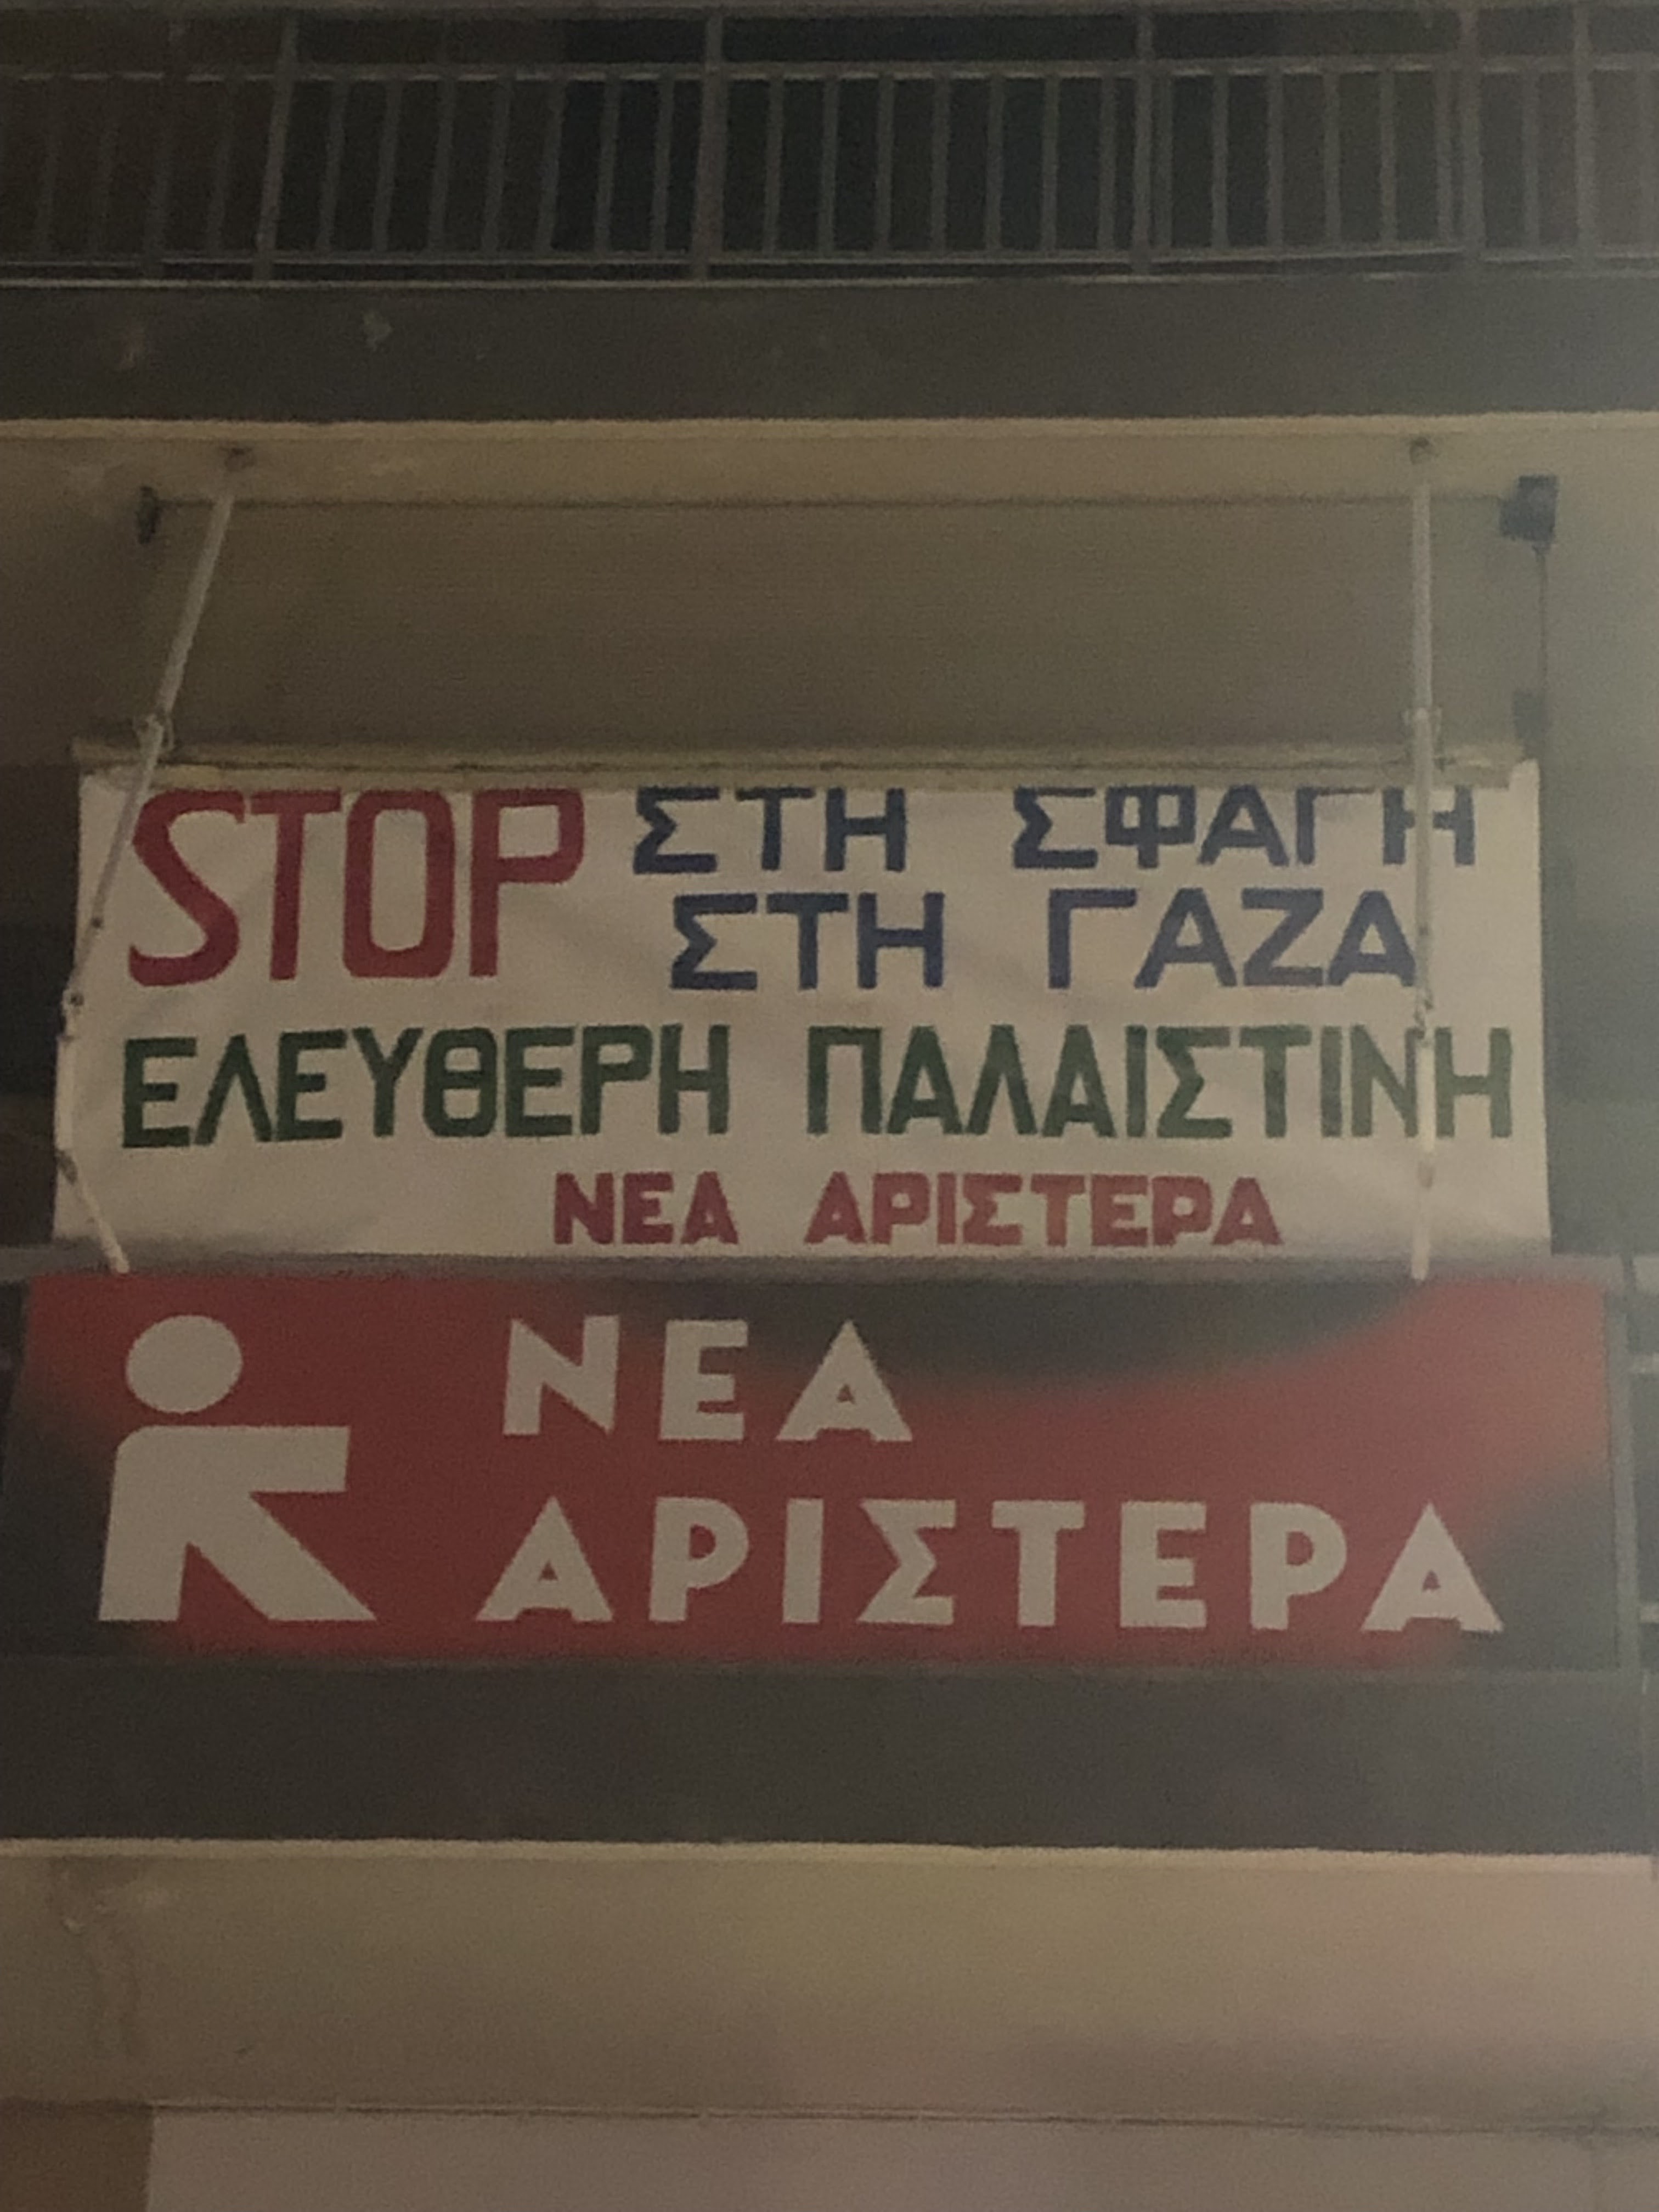 STOP ΣΤΗ ΣΦΑΓΗ
ΣΤΗ ΓΑΖΑ
ΕΛΕΥΘΕΡΗ ΠΑΛΑΙΣΤΙΝΗ
ΝΕΑ ΑΡΙΣΤΕΡΑ
ΝΕΑ
ΑΡΙΣΤΕΡΑ